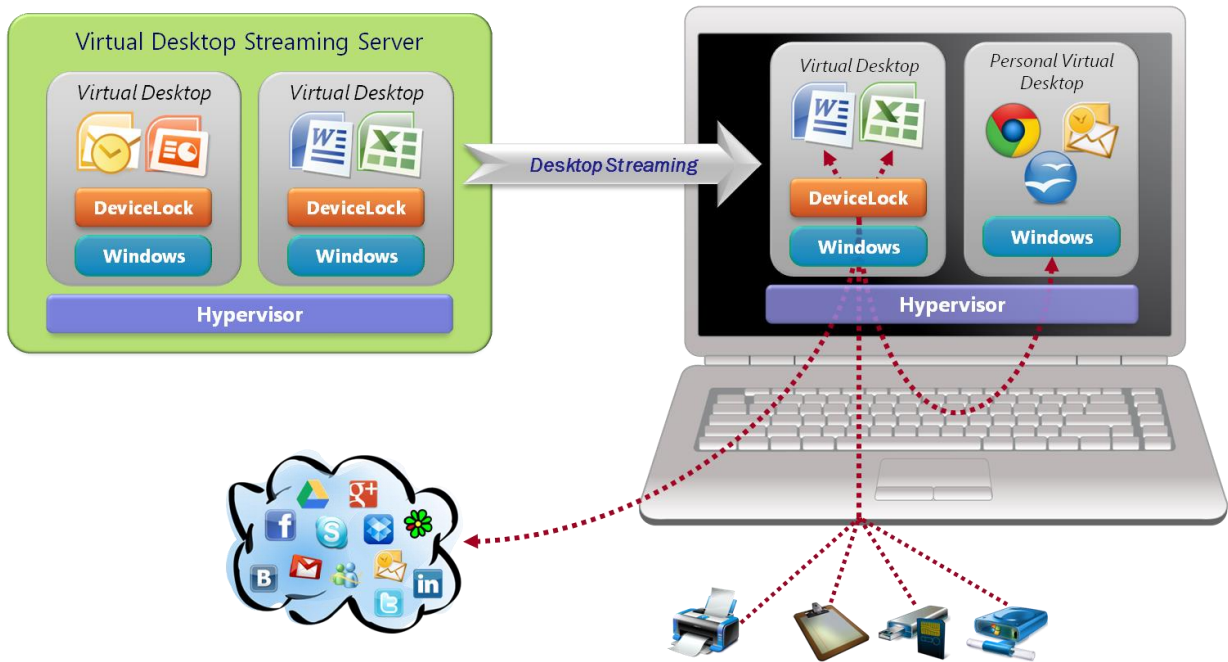 Virtual Desktop Streaming Server
Virtual Desktop
DeviceLock
Windows
Virtual Desktop
W
X
DeviceLock
Windows
Hypervisor
Desktop Streaming
Virtual Desktop
W
X
DeviceLock
Windows
Personal Virtual
Desktop
Windows
Hypervisor
g+
f
S
B
M
in
t